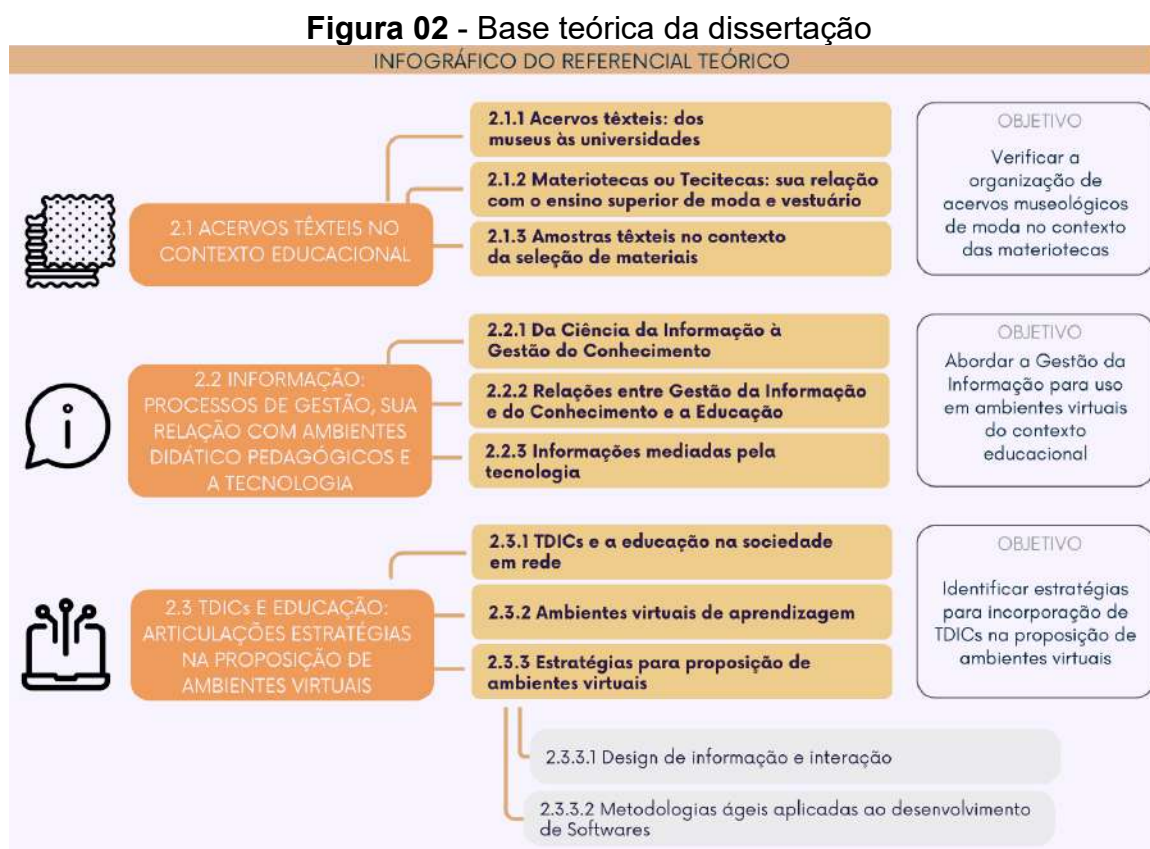 Figura 02 - Base teórica da dissertação
INFOGRÁFICO DO REFERENCIAL TEÓRICO
2.1 ACERVOS TÊXTEIS NO
CONTEXTO EDUCACIONAL
2.1.1 Acervos têxteis: dos
museus às universidades
2.1.2 Materiotecas ou Tecitecas: sua relação
com o ensino superior de moda e vestuário
2.1.3 Amostras têxteis no contexto
da seleção de materiais
OBJETIVO
Verificar a
organização de
acervos museológicos
de moda no contexto
das materiotecas
2.2 INFORMAÇÃO:
PROCESSOS DE GESTÃO, SUA
RELAÇÃO COM AMBIENTES
DIDÁTICO PEDAGÓGICOS E
A TECNOLOGIA
2.2.1 Da Ciência da Informação à
Gestão do Conhecimento
2.2.2 Relações entre Gestão da Informação
e do Conhecimento e a Educação
2.2.3 Informações mediadas pela
tecnologia
OBJETIVO
Abordar a Gestão da
Informação para uso
em ambientes virtuais
do contexto
educacional
2.3 TDICs E EDUCAÇÃO:
ARTICULAÇÕES ESTRATÉGIAS
NA PROPOSIÇÃO DE
AMBIENTES VIRTUAIS
2.3.1 TDICs e a educação na sociedade
em rede
2.3.2 Ambientes virtuais de aprendizagem
2.3.3 Estratégias para proposição de
ambientes virtuais
OBJETIVO
Identificar estratégias
para incorporação de
TDICs na proposição de
ambientes virtuais
2.3.3.1 Design de informação e interação
2.3.3.2 Metodologias ágeis aplicadas ao desenvolvimento
de Softwares